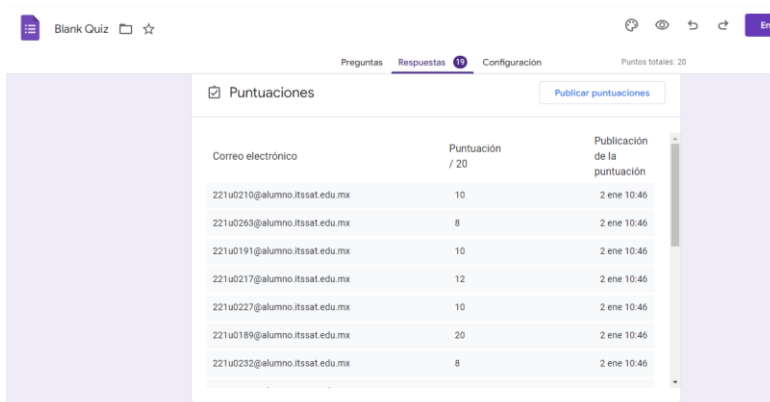 Blank Quiz
En
Preguntas Respuestas 19 Configuración Puntos totales: 20
Puntuaciones Publicar puntuaciones
Correo electrónico Puntuación / 20 Publicación de la puntuación
221u0210@alumno.itssat.edu.mx 10 2 ene 10:46
221u0263@alumno.itssat.edu.mx 8 2 ene 10:46
221u0191@alumno.itssat.edu.mx 10 2 ene 10:46
221u0217@alumno.itssat.edu.mx 12 2 ene 10:46
221u0227@alumno.itssat.edu.mx 10 2 ene 10:46
221u0189@alumno.itssat.edu.mx 20 2 ene 10:46
221u0232@alumno.itssat.edu.mx 8 2 ene 10:46